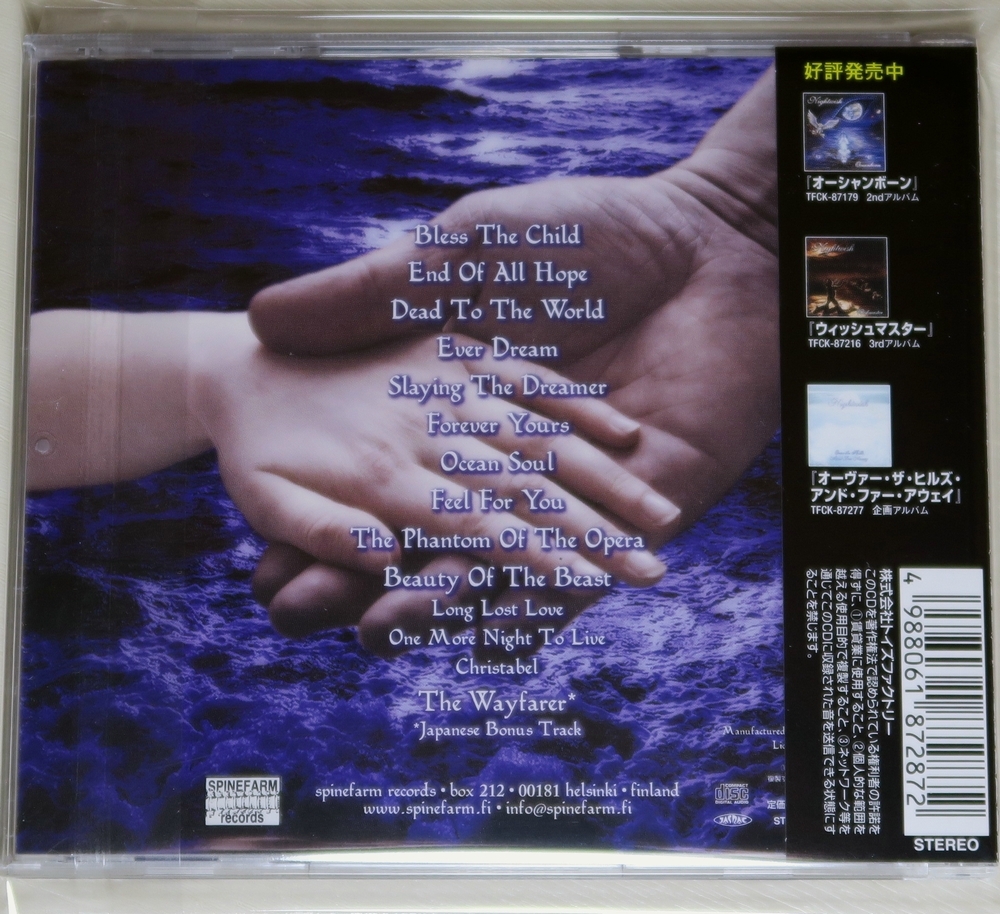 Bless The Child
End Of All Hope
Dead To The World
Ever Dream
Slaying The Dreamer
Forever Yours
Ocean Soul
Feel For You
The Phantom Of The Opera
Beauty Of The Beast
Long Lost Love
One More Night To Live
Christabel
The Wayfarer*
*Japanese Bonus Track
Manufactured
SPINEFARM
records
spinefarm records • box 212 • 00181 helsinki • finland
www.spinefarm.fi • info@spinefarm.fi
COMPACT
disc
DIGITAL AUDIO
定価
ST
好評発売中
Nightwish
『オーシャンボーン』
TFCK-87179 2ndアルバム
Nightwish
『ウィッシュマスター』
TFCK-87216 3rdアルバム
Nightwish
『オーヴァー・ザ・ヒルズ・
アンド・ファー・アウェイ』
TFCK-87277 企画アルバム
株式会社トイズファクトリー
このCDを著作権法で認められている権利者の許諾を
得ずに、①賃貸業に使用すること、②個人的な範囲を
越える使用目的で複製すること、③ネットワーク等を
通じてこのCDに収録された音を送信できる状態にす
ることを禁じます。
4 988061 872872
STEREO